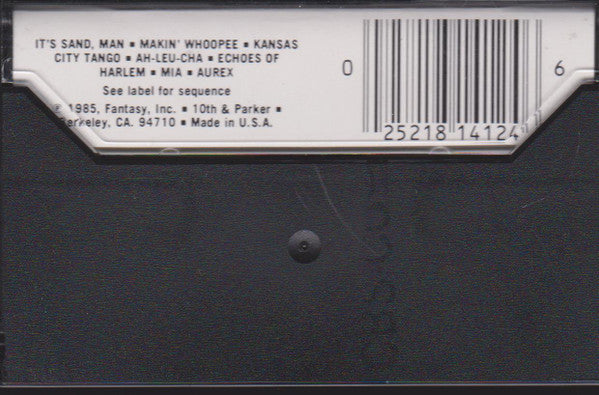 IT'S SAND, MAN ▪ MAKIN' WHOOPEE ▪ KANSAS
CITY TANGO ▪ AH-LEU-CHA ▪ ECHOES OF
HARLEM ▪ MIA ▪ AUREX
See label for sequence
℗ 1985, Fantasy, Inc. ▪ 10th & Parker ▪
erkeley, CA. 94710 ▪ Made in U.S.A.
0 25218 14124 6